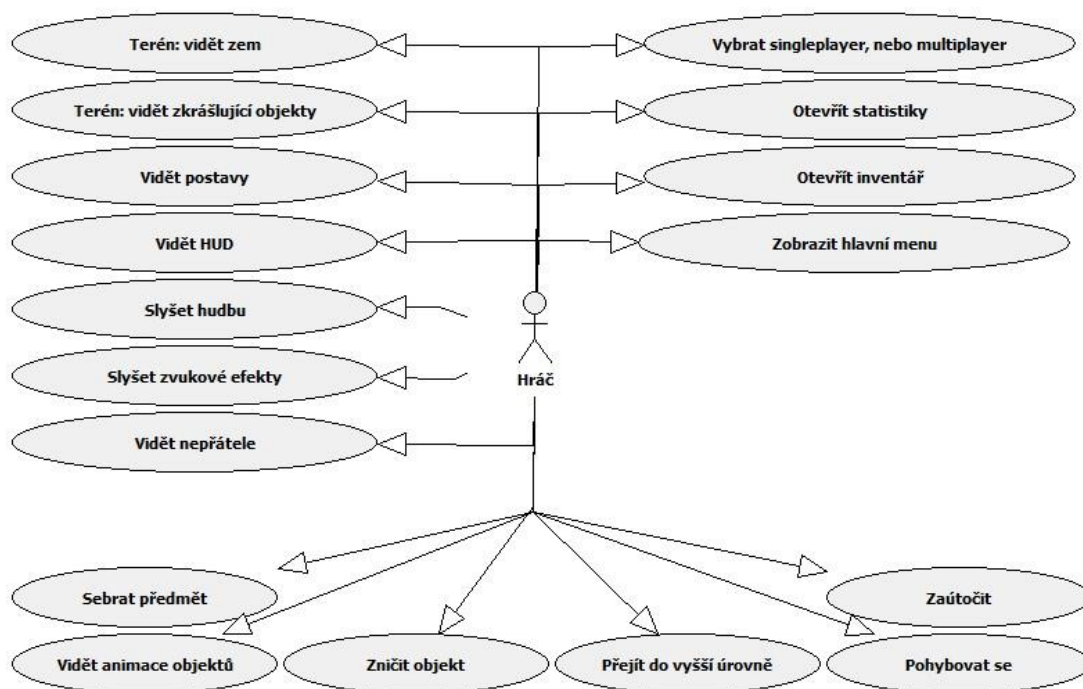 Terén: vidět zem
Vybrat singleplayer, nebo multiplayer
Terén: vidět zkrášlující objekty
Otevřít statistiky
Vidět postavy
Otevřít inventář
Vidět HUD
Zobrazit hlavní menu
Slyšet hudbu
Slyšet zvukové efekty
Hráč
Vidět nepřátele
Sebrat předmět
Zaútočit
Vidět animace objektů
Zničit objekt
Přejít do vyšší úrovně
Pohybovat se